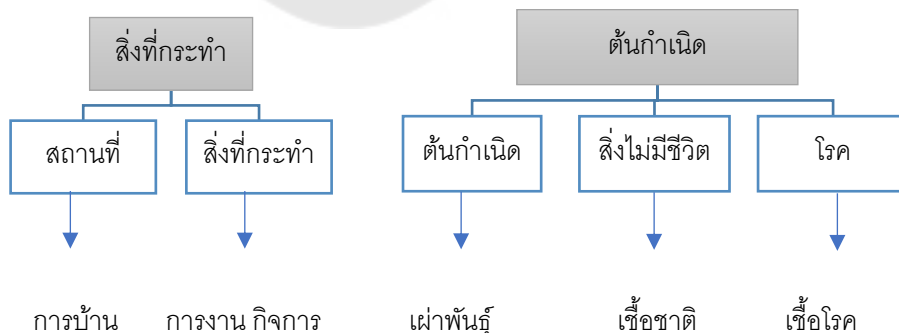 สิ่งที่กระทำ
ต้นกำเนิด
สถานที่
สิ่งที่กระทำ
ต้นกำเนิด
สิ่งไม่มีชีวิต
โรค
การบ้าน
การงาน กิจการ
เผ่าพันธุ์
เชื้อชาติ
เชื้อโรค